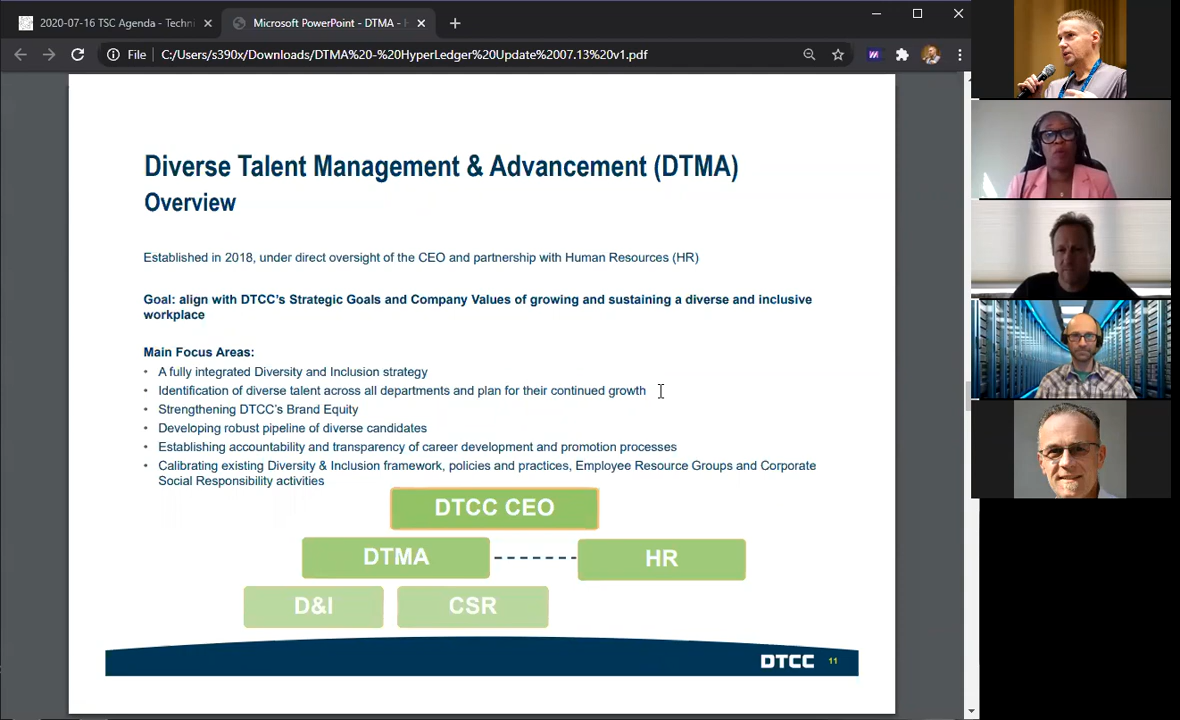 2020-07-16 TSC Agenda - Techni
Microsoft PowerPoint - DTMA -
File
C:/Users/s390x/Downloads/DTMA%20-%20HyperLedger%20Update%2007.13%20v1.pdf
Diverse Talent Management & Advancement (DTMA)
Overview
Established in 2018, under direct oversight of the CEO and partnership with Human Resources (HR)
Goal: align with DTCC's Strategic Goals and Company Values of growing and sustaining a diverse and inclusive
workplace
Main Focus Areas:
• A fully integrated Diversity and Inclusion strategy
• Identification of diverse talent across all departments and plan for their continued growth
• Strengthening DTCC's Brand Equity
• Developing robust pipeline of diverse candidates
• Establishing accountability and transparency of career development and promotion processes
• Calibrating existing Diversity & Inclusion framework, policies and practices, Employee Resource Groups and Corporate
Social Responsibility activities
DTCC CEO
DTMA
HR
D&I
CSR
DTCC 11